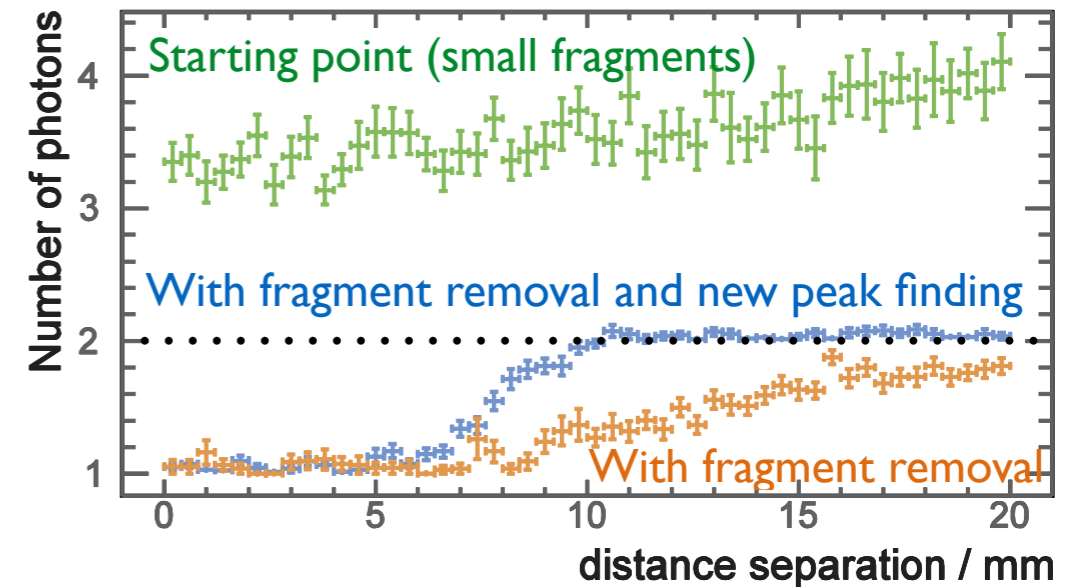 Number of photons
4
3
2
1
Starting point (small fragments)
With fragment removal and new peak finding
With fragment removal
0 5 10 15 20
distance separation / mm